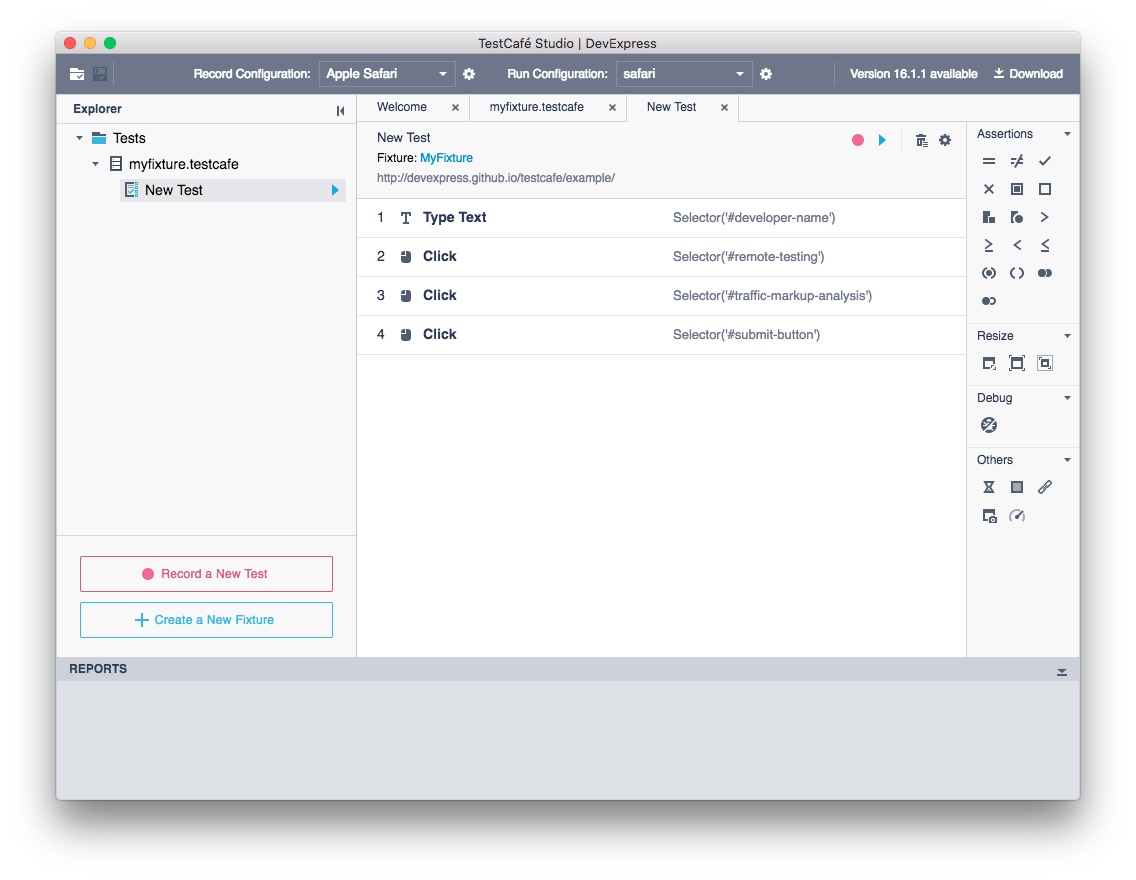 TestCafé Studio | DevExpress
Record Configuration: Apple Safari Run Configuration: safari Version 16.1.1 available Download
Explorer
Tests
myfixture.testcafe
New Test
Record a New Test
Create a New Fixture
Welcome myfixture.testcafe New Test
New Test
Fixture: MyFixture
http://devexpress.github.io/testcafe/example/
1 Type Text Selector('#developer-name')
2 Click Selector('#remote-testing')
3 Click Selector('#traffic-markup-analysis')
4 Click Selector('#submit-button')
Assertions
Resize
Debug
Others
REPORTS